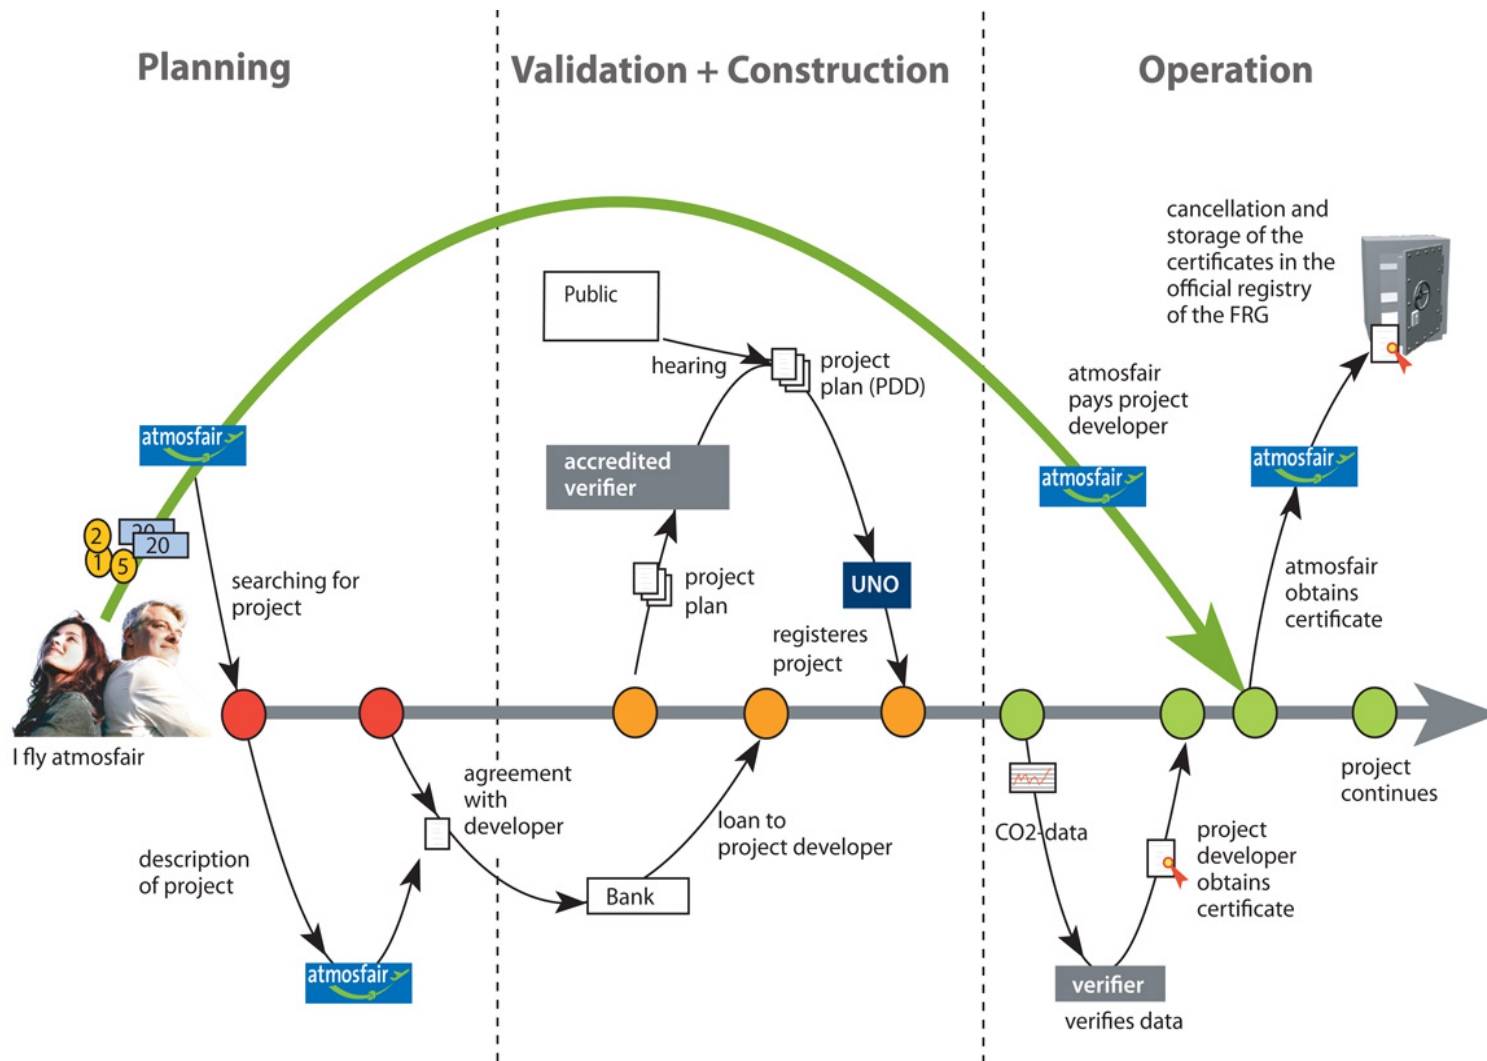 Planning
Validation + Construction
Operation
cancellation and
storage of the
certificates in the
official registry
of the FRG
Public
hearing
project
plan (PDD)
atmosfair
pays project
developer
atmosfair
accredited
verifier
atmosfair
atmosfair
20
20
2
1
5
searching for
project
project
plan
UNO
registeres
project
atmosfair
obtains
certificate
I fly atmosfair
agreement
with
developer
loan to
project developer
project
continues
CO2-data
project
developer
obtains
certificate
description
of project
Bank
atmosfair
verifier
verifies data